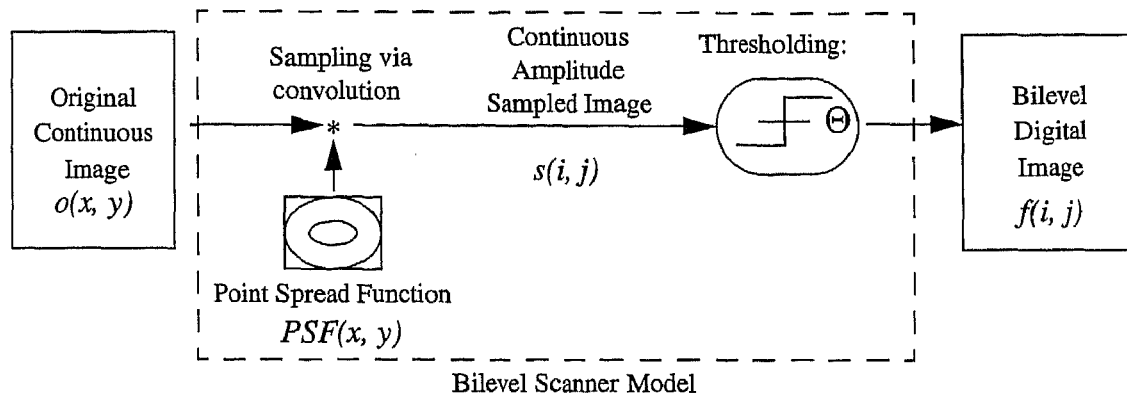 Original
Continuous
Image
o(x, y)
Sampling via
convolution
*
Point Spread Function
PSF(x, y)
Continuous
Amplitude
Sampled Image
s(i, j)
Thresholding:
Θ
Bilevel
Digital
Image
f(i, j)
Bilevel Scanner Model